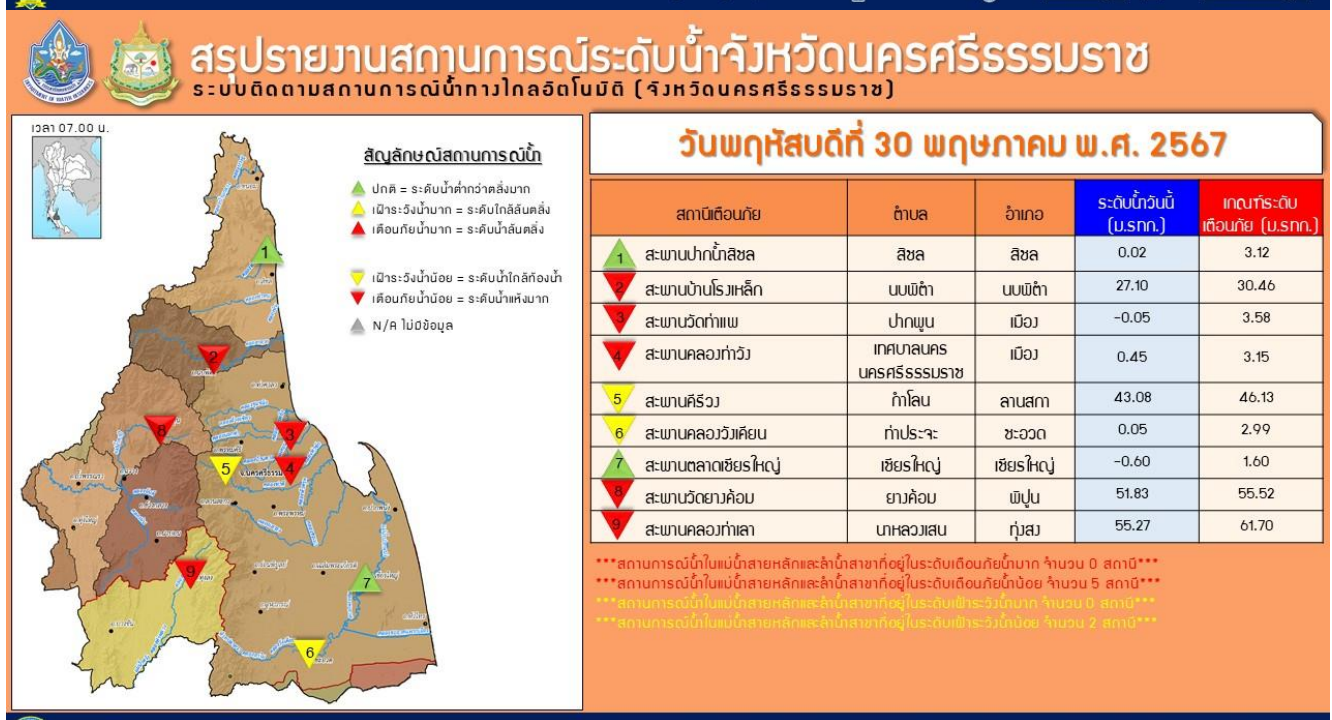 สรุปรายงานสถานการณ์ระดับน้ำจังหวัดนครศรีธรรมราช
ระบบติดตามสถานการณ์น้ำทางไกลอัตโนมัติ (จังหวัดนครศรีธรรมราช)
เวลา 07.00 น.
สัญลักษณ์สถานการณ์น้ำ
ปกติ = ระดับน้ำต่ำกว่าตลิ่งมาก
เฝ้าระวังน้ำมาก = ระดับใกล้ล้นตลิ่ง
เตือนภัยน้ำมาก = ระดับน้ำล้นตลิ่ง
เฝ้าระวังน้ำน้อย = ระดับน้ำใกล้ท้องน้ำ
เตือนภัยน้ำน้อย = ระดับน้ำแห้งมาก
N/A ไม่มีข้อมูล
1
2
8
3
5
4
9
7
6
วันพฤหัสบดีที่ 30 พฤษภาคม พ.ศ. 2567
สถานีเตือนภัย ตำบล อำเภอ ระดับน้ำวันนี้ (ม.รทก.) เกณฑ์ระดับเตือนภัย (ม.รทก.)
1 สะพานปากน้ำสิชล สิชล สิชล 0.02 3.12
2 สะพานบ้านโรงเหล็ก นบพิตำ นบพิตำ 27.10 30.46
3 สะพานวัดท่าแพ ปากพูน เมือง -0.05 3.58
4 สะพานคลองท่าวัง เทศบาลนครนครศรีธรรมราช เมือง 0.45 3.15
5 สะพานคีรีวง กำโลน ลานสกา 43.08 46.13
6 สะพานคลองวังเคียน ท่าประจะ ชะอวด 0.05 2.99
7 สะพานตลาดเชียรใหญ่ เชียรใหญ่ เชียรใหญ่ -0.60 1.60
8 สะพานวัดยางค้อม ยางค้อม พิปูน 51.83 55.52
9 สะพานคลองท่าเลา นาหลวงเสน ทุ่งสง 55.27 61.70
***สถานการณ์น้ำในแม่น้ำสายหลักและลำน้ำสาขาที่อยู่ในระดับเตือนภัยน้ำมาก จำนวน 0 สถานี***
***สถานการณ์น้ำในแม่น้ำสายหลักและลำน้ำสาขาที่อยู่ในระดับเตือนภัยน้ำน้อย จำนวน 5 สถานี***
***สถานการณ์น้ำในแม่น้ำสายหลักและลำน้ำสาขาที่อยู่ในระดับเฝ้าระวังน้ำมาก จำนวน 0 สถานี***
***สถานการณ์น้ำในแม่น้ำสายหลักและลำน้ำสาขาที่อยู่ในระดับเฝ้าระวังน้ำน้อย จำนวน 2 สถานี***